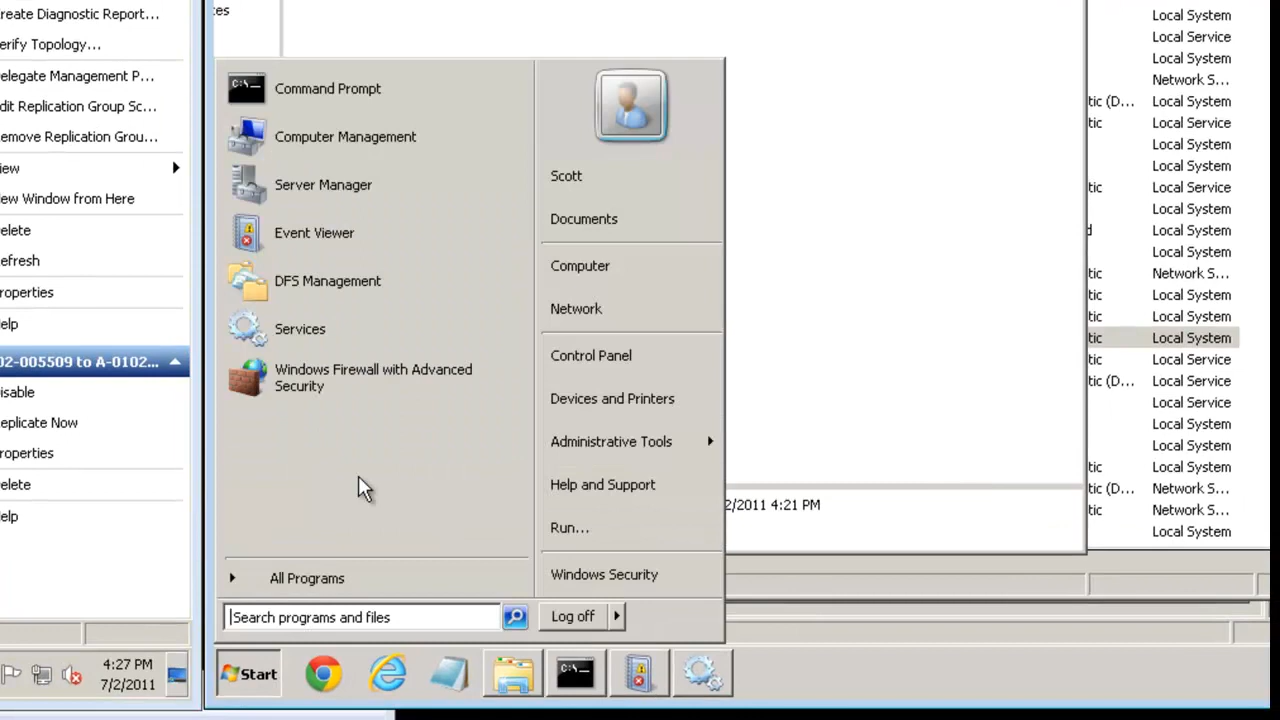 reate Diagnostic Report...
erify Topology...
elegate Management P...
dit Replication Group Sc...
emove Replication Grou...
iew
ew Window from Here
elete
efresh
roperties
elp
02-005509 to A-0102...
isable
eplicate Now
roperties
elete
elp
4:27 PM
7/2/2011
es
Command Prompt
Computer Management
Server Manager
Event Viewer
DFS Management
Services
Windows Firewall with Advanced
Security
All Programs
Search programs and files
Scott
Documents
Computer
Network
Control Panel
Devices and Printers
Administrative Tools
Help and Support
Run...
Windows Security
Log off
Start
C:\
C:\
2/2011 4:21 PM
Local System
Local Service
Local System
Network S...
tic (D... Local System
tic Local Service
Local System
Local System
tic Local Service
Local System
d Local System
Local System
tic Network S...
tic Local System
tic Local System
tic Local System
tic Local Service
tic (D... Local Service
Local Service
Local System
Local System
tic Local System
tic (D... Network S...
tic Network S...
Local System